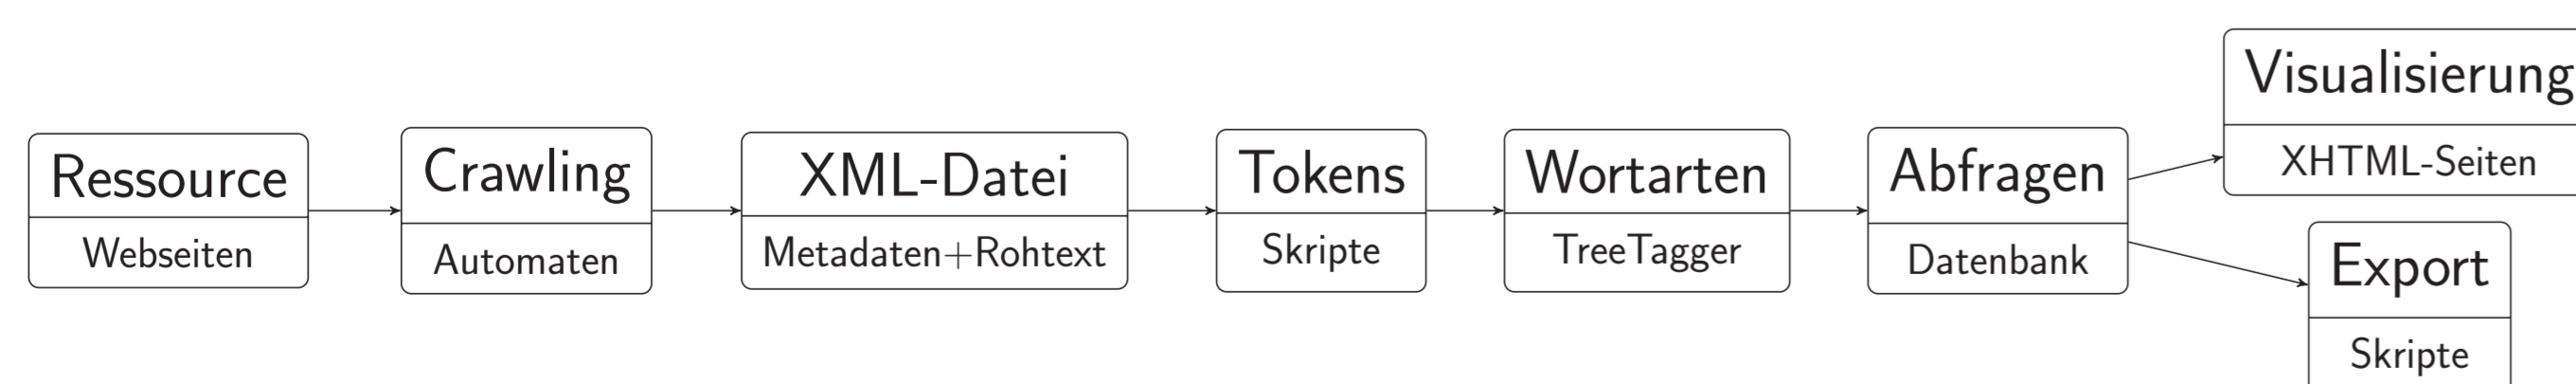 Ressource
Webseiten
Crawling
Automaten
XML-Datei
Metadaten+Rohtext
Tokens
Skripte
Wortarten
TreeTagger
Abfragen
Datenbank
Visualisierung
XHTML-Seiten
Export
Skripte